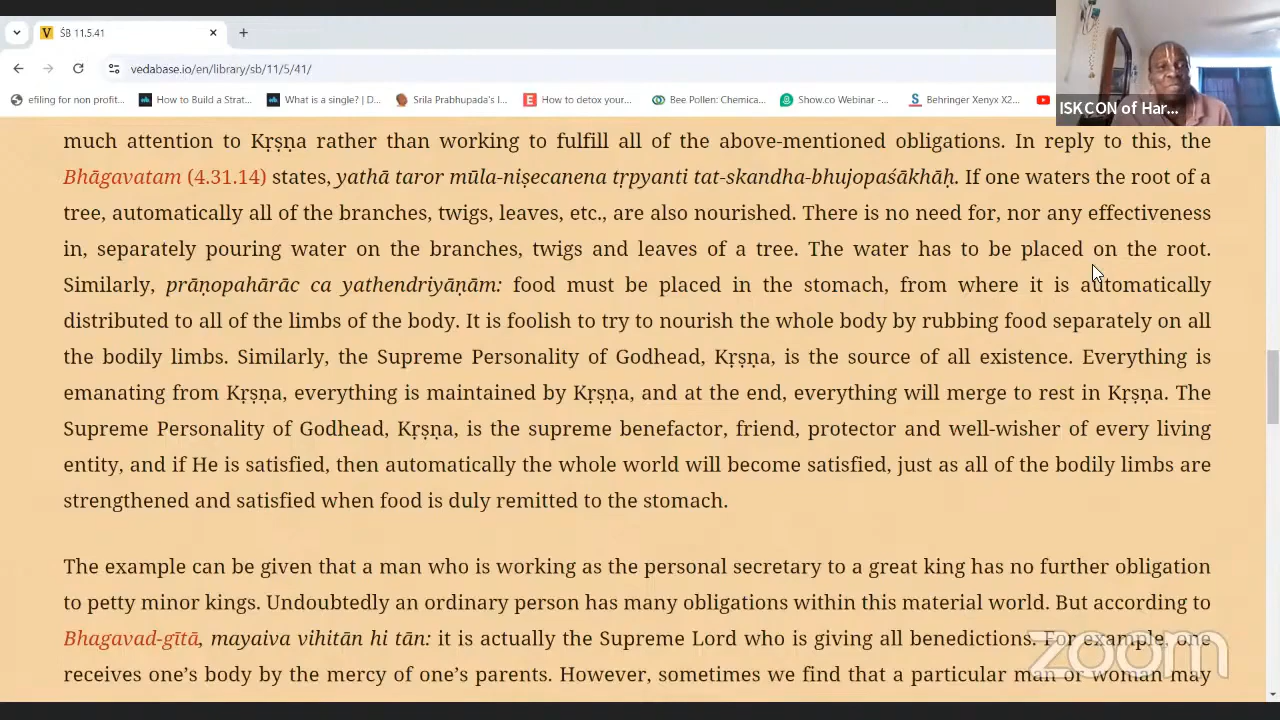 ŚB 11.5.41
vedabase.io/en/library/sb/11/5/41/
efiling for non profit...
How to Build a Strat...
What is a single? | D...
Srila Prabhupada's l...
How to detox your...
Bee Pollen: Chemica...
Show.co Webinar -...
Behringer Xenyx X2...
ISKCON of Har...
much attention to Kṛṣṇa rather than working to fulfill all of the above-mentioned obligations. In reply to this, the
Bhāgavatam (4.31.14) states, yathā taror mūla-niṣecanena tṛpyanti tat-skandha-bhujopaśākhāḥ. If one waters the root of a
tree, automatically all of the branches, twigs, leaves, etc., are also nourished. There is no need for, nor any effectiveness
in, separately pouring water on the branches, twigs and leaves of a tree. The water has to be placed on the root.
Similarly, prāṇopahārāc ca yathendriyāṇām: food must be placed in the stomach, from where it is automatically
distributed to all of the limbs of the body. It is foolish to try to nourish the whole body by rubbing food separately on all
the bodily limbs. Similarly, the Supreme Personality of Godhead, Kṛṣṇa, is the source of all existence. Everything is
emanating from Kṛṣṇa, everything is maintained by Kṛṣṇa, and at the end, everything will merge to rest in Kṛṣṇa. The
Supreme Personality of Godhead, Kṛṣṇa, is the supreme benefactor, friend, protector and well-wisher of every living
entity, and if He is satisfied, then automatically the whole world will become satisfied, just as all of the bodily limbs are
strengthened and satisfied when food is duly remitted to the stomach.
The example can be given that a man who is working as the personal secretary to a great king has no further obligation
to petty minor kings. Undoubtedly an ordinary person has many obligations within this material world. But according to
Bhagavad-gītā, mayaiva vihitān hi tān: it is actually the Supreme Lord who is giving all benedictions. For example, one
receives one's body by the mercy of one's parents. However, sometimes we find that a particular man or woman may
zoom